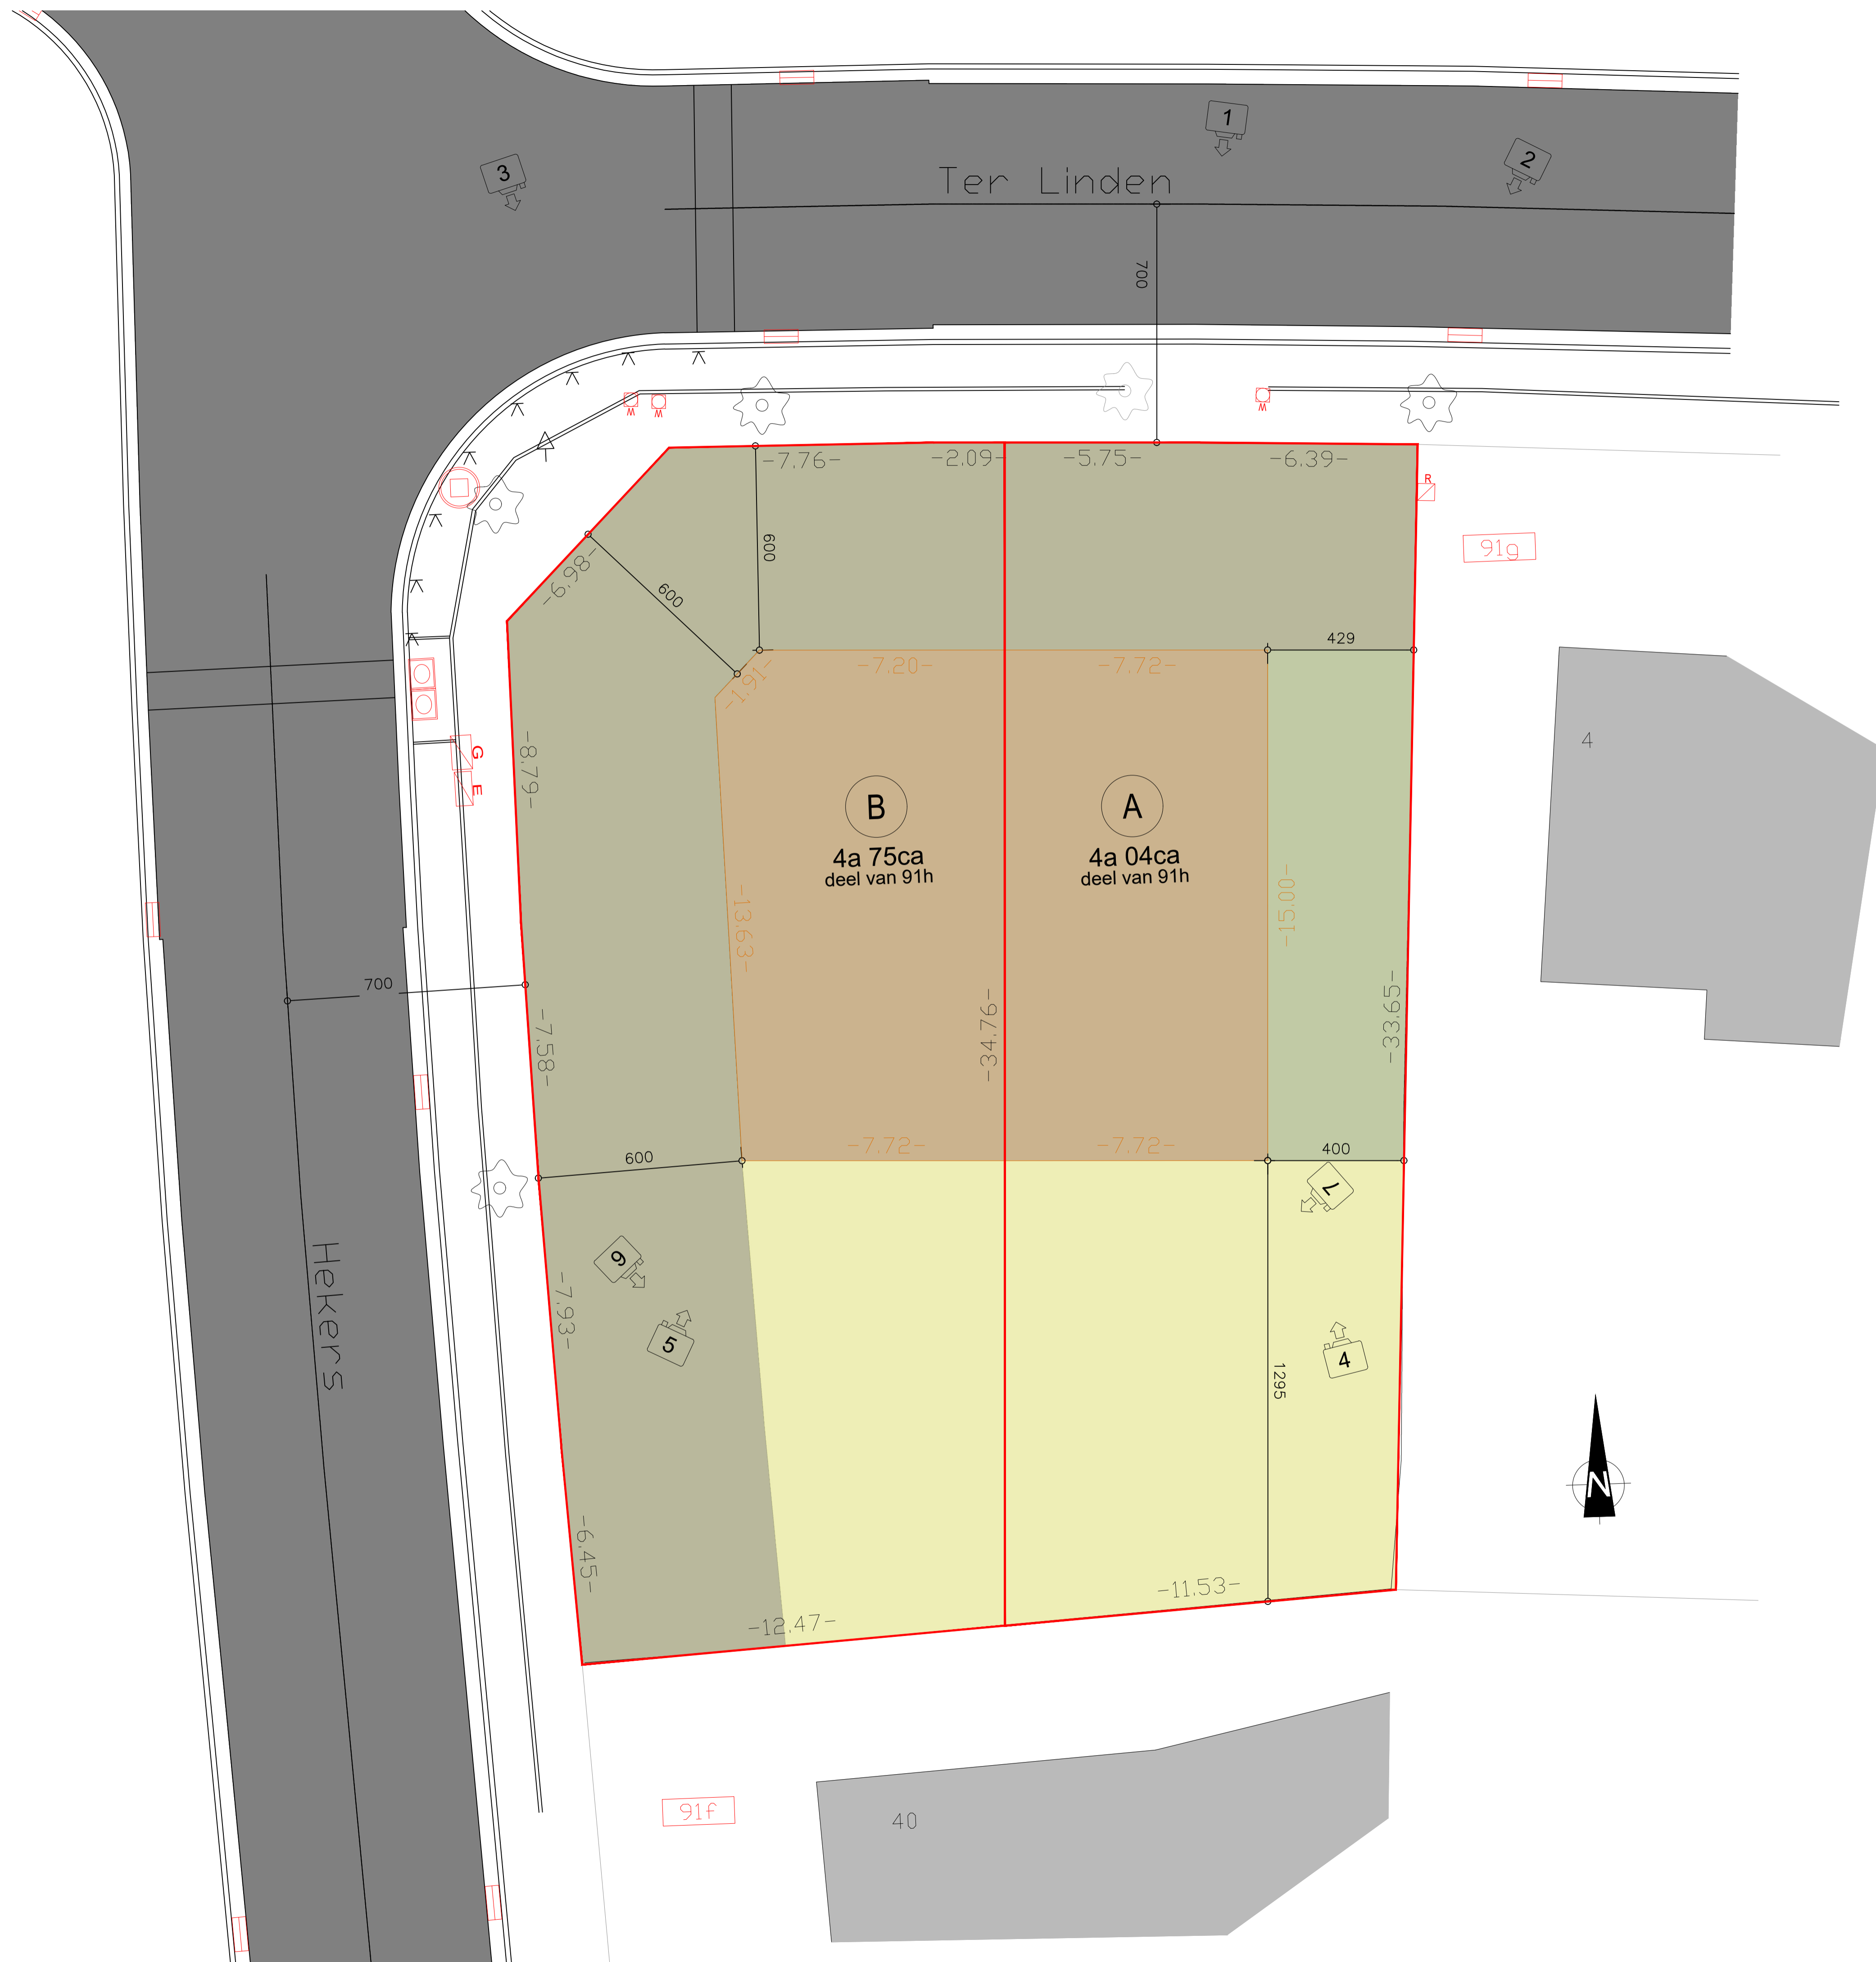 1
2
3
Ter Linden
700
W
W
W
-7.76-
-2.09-
-5.75-
-6.39-
R
91g
600
-6.98-
600
429
-7.20-
-7.72-
-1.91-
G
E
-8.79-
4
B
4a 75ca
deel van 91h
A
4a 04ca
deel van 91h
-13.63-
-15.00-
700
-7.58-
-34.76-
-33.65-
600
-7.72-
-7.72-
400
7
6
5
4
Hekers
-7.93-
1295
N
-6.45-
-11.53-
-12.47-
91f
40